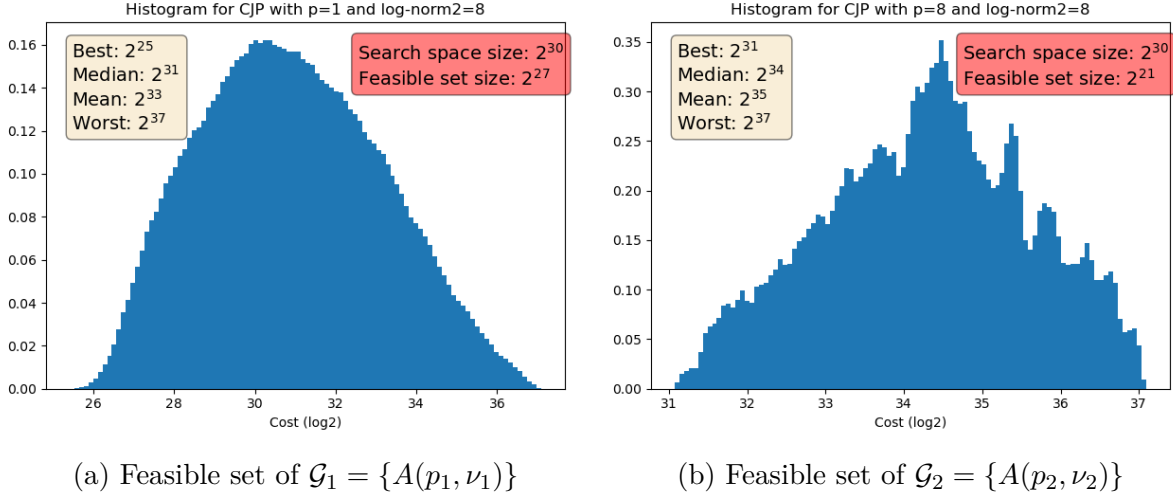 Histogram for CJP with p=1 and log-norm2=8
Best: 2^25
Median: 2^31
Mean: 2^33
Worst: 2^37
Search space size: 2^30
Feasible set size: 2^27
0.16
0.14
0.12
0.10
0.08
0.06
0.04
0.02
0.00
26 28 30 32 34 36
Cost (log2)
(a) Feasible set of 𝒢₁ = {A(p₁, ν₁)}
Histogram for CJP with p=8 and log-norm2=8
Best: 2^31
Median: 2^34
Mean: 2^35
Worst: 2^37
Search space size: 2^30
Feasible set size: 2^21
0.35
0.30
0.25
0.20
0.15
0.10
0.05
0.00
31 32 33 34 35 36 37
Cost (log2)
(b) Feasible set of 𝒢₂ = {A(p₂, ν₂)}